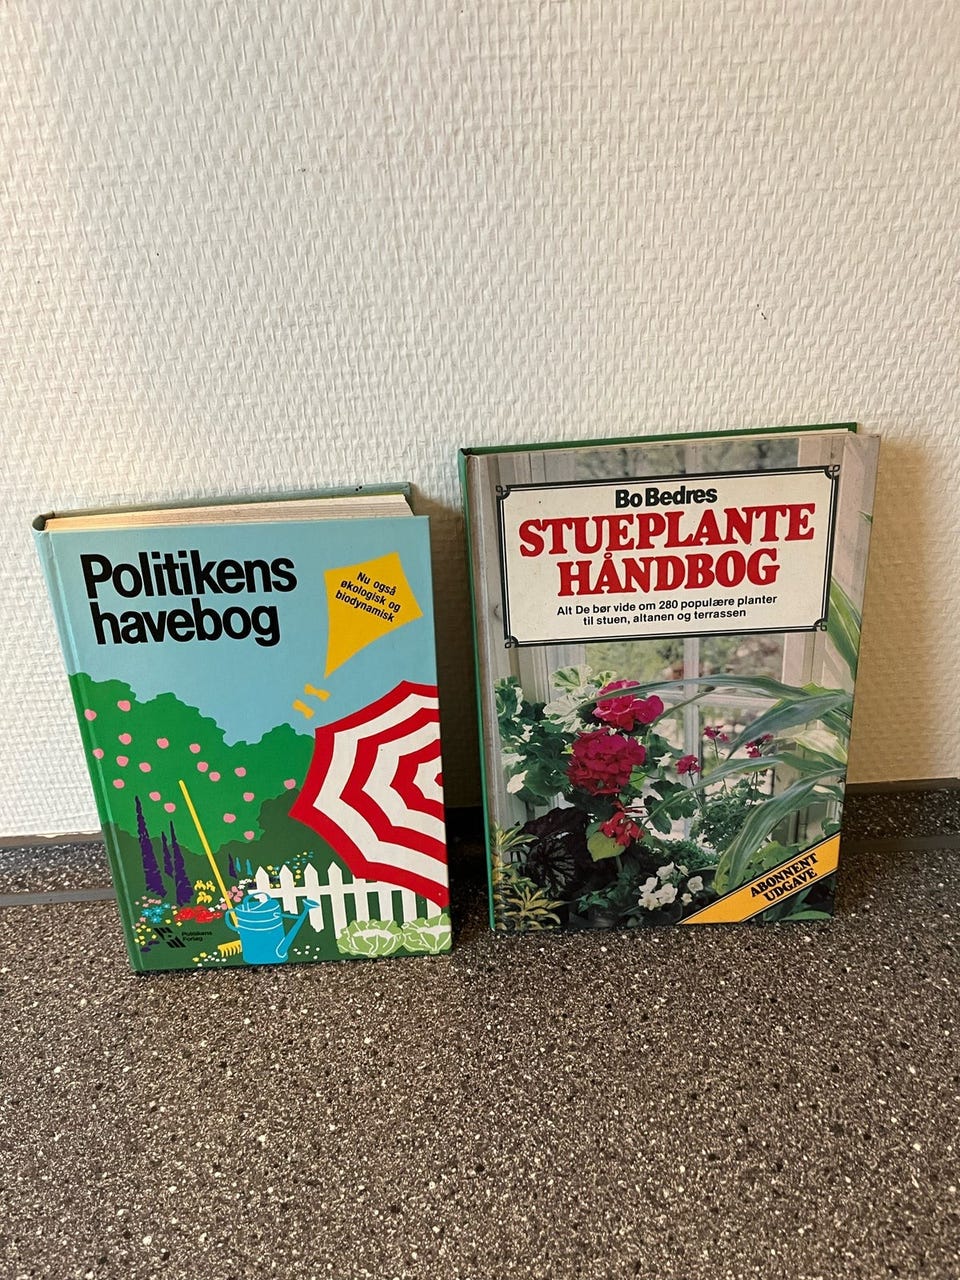 Politikens
havebog
Nu også
økologisk og
biodynamisk
Politikens
Forlag
Bo Bedres
STUEPLANTE
HÅNDBOG
Alt De bør vide om 280 populære planter
til stuen, altanen og terrassen
ABONNENT
UDGAVE